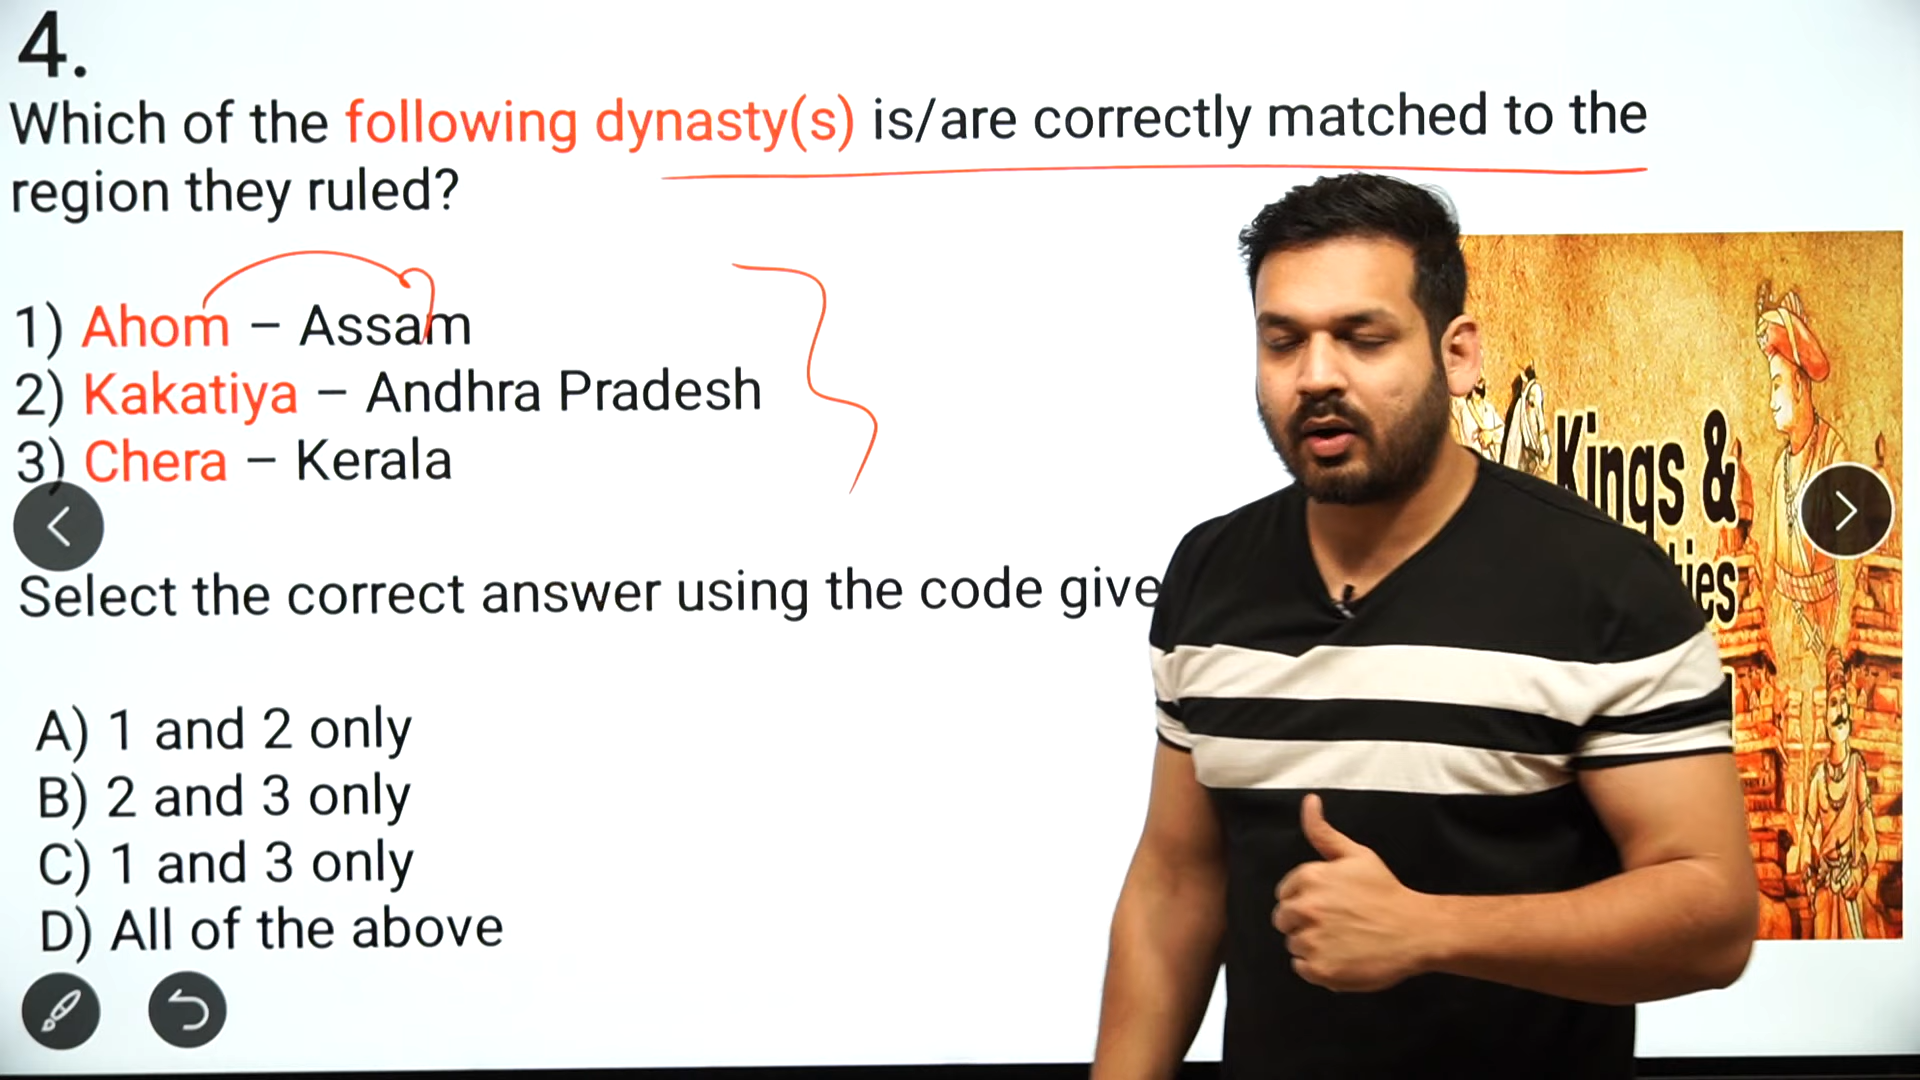 4.
Which of the following dynasty(s) is/are correctly matched to the
region they ruled?
1) Ahom – Assam
2) Kakatiya – Andhra Pradesh
3) Chera – Kerala
Kings &
Select the correct answer using the code give
A) 1 and 2 only
B) 2 and 3 only
C) 1 and 3 only
D) All of the above